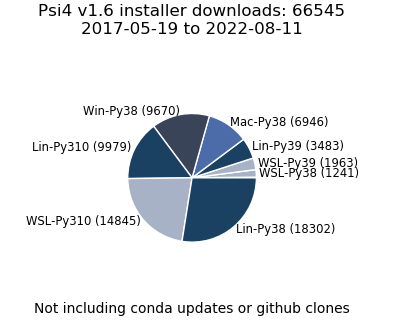 Psi4 v1.6 installer downloads: 66545
2017-05-19 to 2022-08-11
Win-Py38 (9670)
Mac-Py38 (6946)
Lin-Py310 (9979)
Lin-Py39 (3483)
WSL-Py39 (1963)
WSL-Py38 (1241)
WSL-Py310 (14845)
Lin-Py38 (18302)
Not including conda updates or github clones